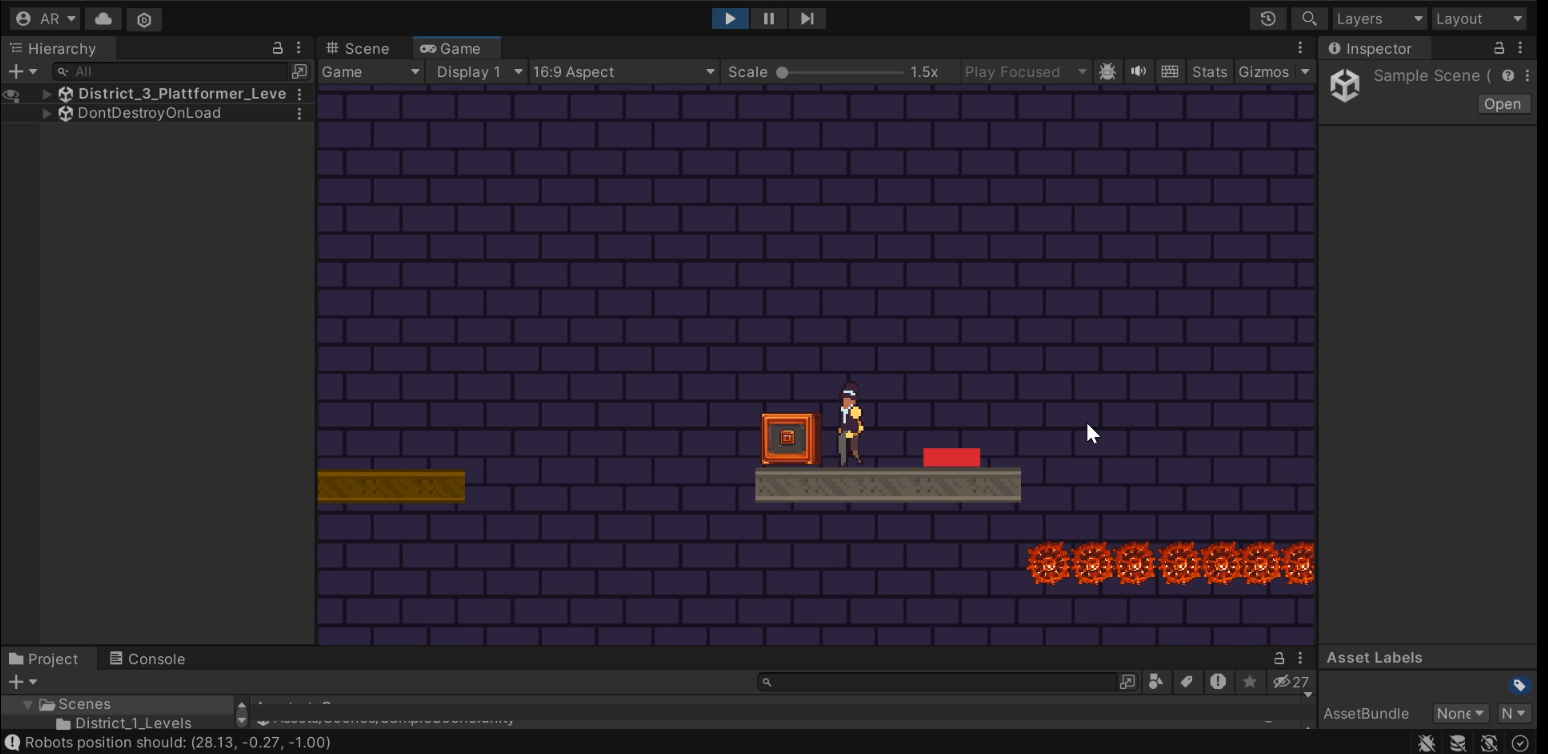 AR Layers Layout
Hierarchy Scene Game Inspector
All Game Display 1 16:9 Aspect Scale 1.5x Play Focused Stats Gizmos Sample Scene (
District_3_Plattformer_Leve
Open
DontDestroyOnLoad
Project Console Asset Labels
27
Scenes
District_1_Levels AssetBundle None N
Robots position should: (28.13, -0.27, -1.00)